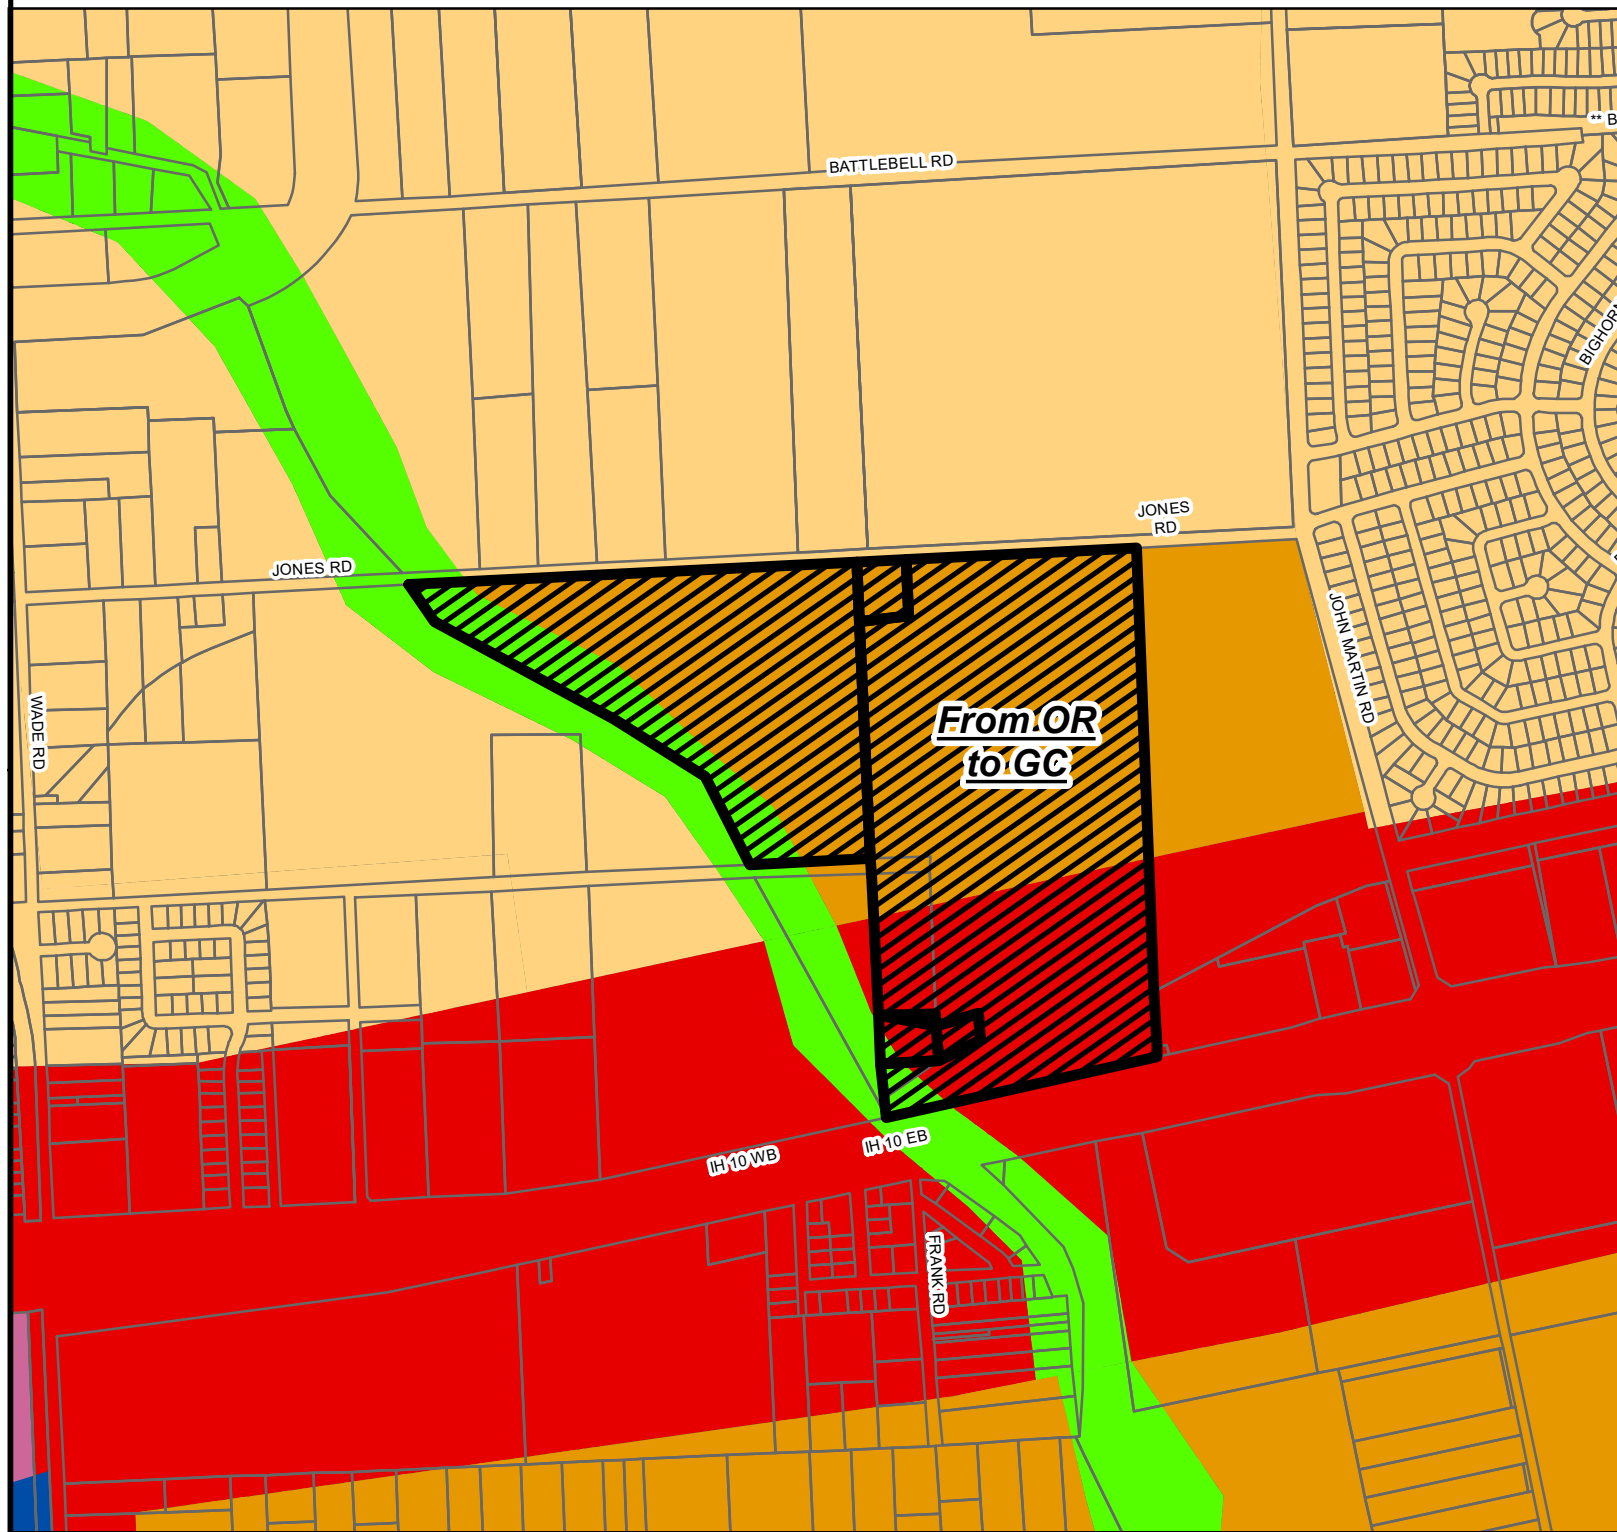 ** B
BATTLEBELL RD
BIGHORN
JONES
RD
JONES RD
JOHN MARTIN RD
WADE RD
From OR
to GC
IH 10 EB
IH 10 WB
FRANK RD